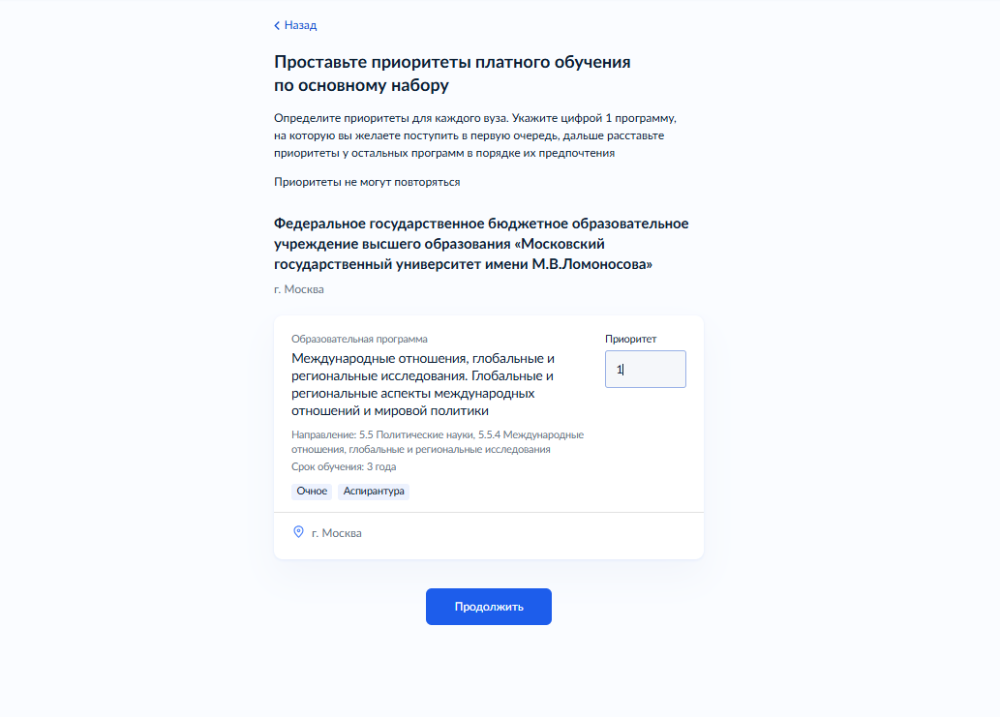 Назад
Проставьте приоритеты платного обучения
по основному набору
Определите приоритеты для каждого вуза. Укажите цифрой 1 программу,
на которую вы желаете поступить в первую очередь, дальше расставьте
приоритеты у остальных программ в порядке их предпочтения
Приоритеты не могут повторяться
Федеральное государственное бюджетное образовательное
учреждение высшего образования «Московский
государственный университет имени М.В.Ломоносова»
г. Москва
Образовательная программа
Международные отношения, глобальные и
региональные исследования. Глобальные и
региональные аспекты международных
отношений и мировой политики
Направление: 5.5 Политические науки, 5.5.4 Международные
отношения, глобальные и региональные исследования
Срок обучения: 3 года
Очное Аспирантура
Приоритет
1
г. Москва
Продолжить